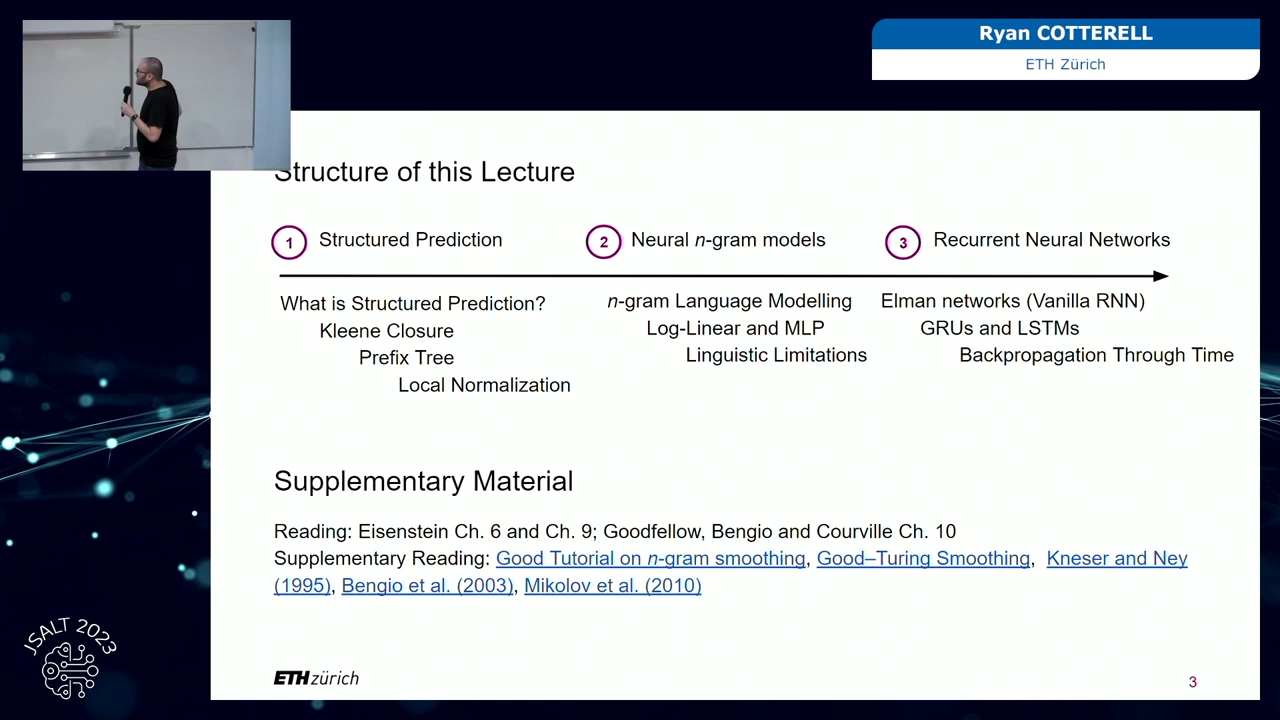 Ryan COTTERELL
ETH Zürich
Structure of this Lecture
1 Structured Prediction
2 Neural n-gram models
3 Recurrent Neural Networks
What is Structured Prediction?
Kleene Closure
Prefix Tree
Local Normalization
n-gram Language Modelling
Log-Linear and MLP
Linguistic Limitations
Elman networks (Vanilla RNN)
GRUs and LSTMs
Backpropagation Through Time
Supplementary Material
Reading: Eisenstein Ch. 6 and Ch. 9; Goodfellow, Bengio and Courville Ch. 10
Supplementary Reading: Good Tutorial on n-gram smoothing, Good–Turing Smoothing, Kneser and Ney
(1995), Bengio et al. (2003), Mikolov et al. (2010)
JSALT 2023
ETH zürich
3